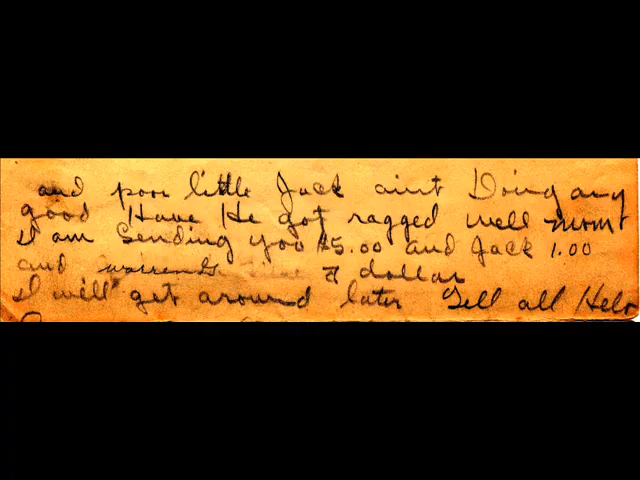 and poor little Jack aint Doing any
good Have He got ragged well mom
I am Sending you $5.00 and Jack 1.00
and a dollar
I will get around later Tell all Helo